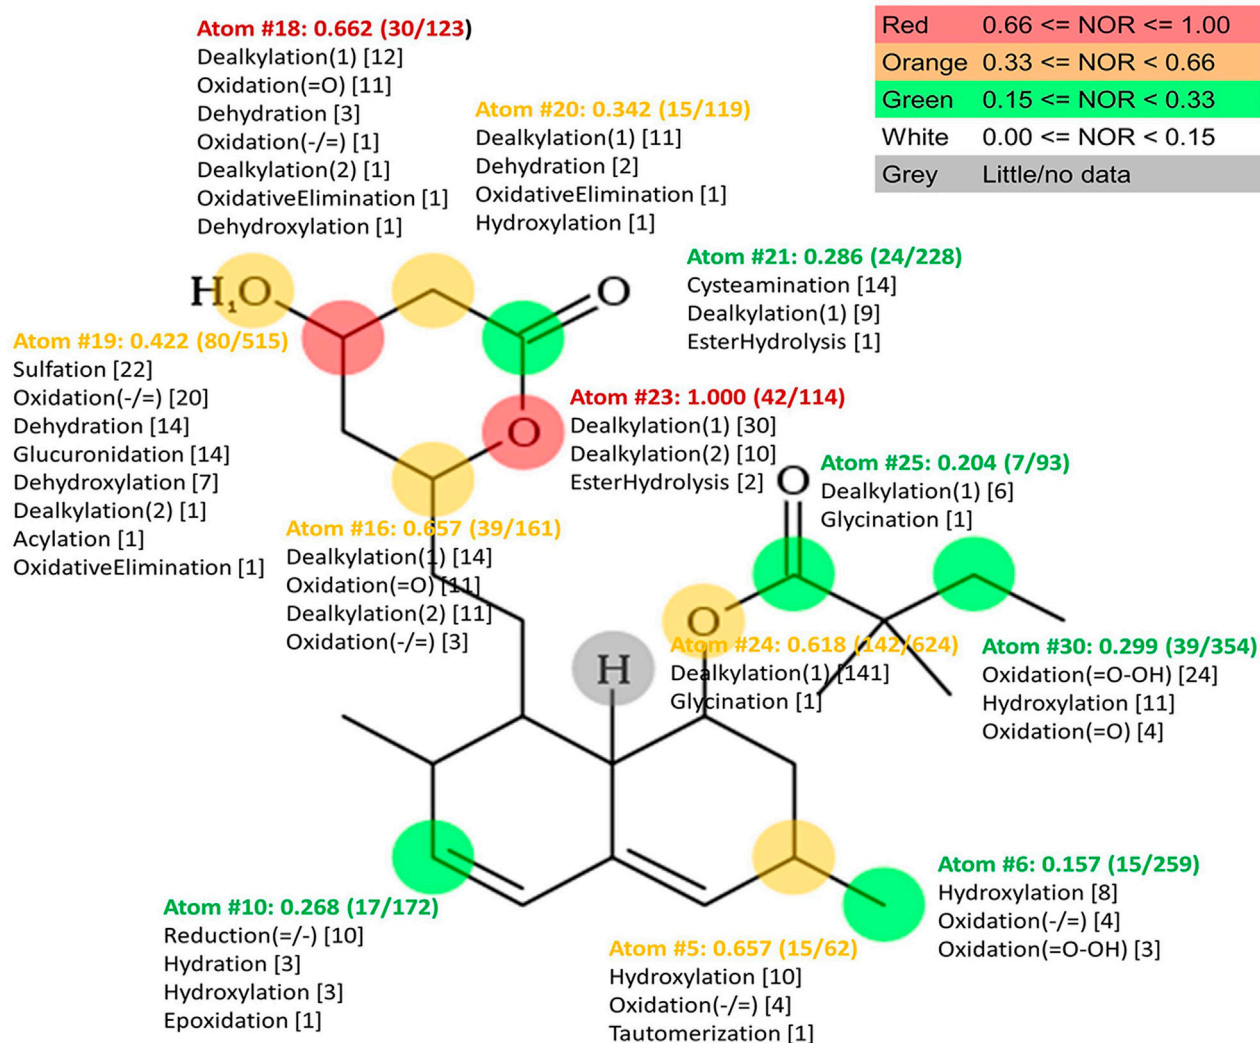 Atom #18: 0.662 (30/123)
Dealkylation(1) [12]
Oxidation(=O) [11]
Dehydration [3]
Oxidation(-/=) [1]
Dealkylation(2) [1]
OxidativeElimination [1]
Dehydroxylation [1]
Atom #20: 0.342 (15/119)
Dealkylation(1) [11]
Dehydration [2]
OxidativeElimination [1]
Hydroxylation [1]
Red 0.66 <= NOR <= 1.00
Orange 0.33 <= NOR < 0.66
Green 0.15 <= NOR < 0.33
White 0.00 <= NOR < 0.15
Grey Little/no data
Atom #21: 0.286 (24/228)
Cysteamination [14]
Dealkylation(1) [9]
EsterHydrolysis [1]
H₁O
O
Atom #19: 0.422 (80/515)
Sulfation [22]
Oxidation(-/=) [20]
Dehydration [14]
Glucuronidation [14]
Dehydroxylation [7]
Dealkylation(2) [1]
Acylation [1]
OxidativeElimination [1]
O
Atom #23: 1.000 (42/114)
Dealkylation(1) [30]
Dealkylation(2) [10]
EsterHydrolysis [2]
O
Atom #25: 0.204 (7/93)
Dealkylation(1) [6]
Glycination [1]
Atom #16: 0.657 (39/161)
Dealkylation(1) [14]
Oxidation(=O) [11]
Dealkylation(2) [11]
Oxidation(-/=) [3]
O
H
Atom #24: 0.618 (142/624)
Dealkylation(1) [141]
Glycination [1]
Atom #30: 0.299 (39/354)
Oxidation(=O-OH) [24]
Hydroxylation [11]
Oxidation(=O) [4]
Atom #10: 0.268 (17/172)
Reduction(=/-) [10]
Hydration [3]
Hydroxylation [3]
Epoxidation [1]
Atom #5: 0.657 (15/62)
Hydroxylation [10]
Oxidation(-/=) [4]
Tautomerization [1]
Atom #6: 0.157 (15/259)
Hydroxylation [8]
Oxidation(-/=) [4]
Oxidation(=O-OH) [3]